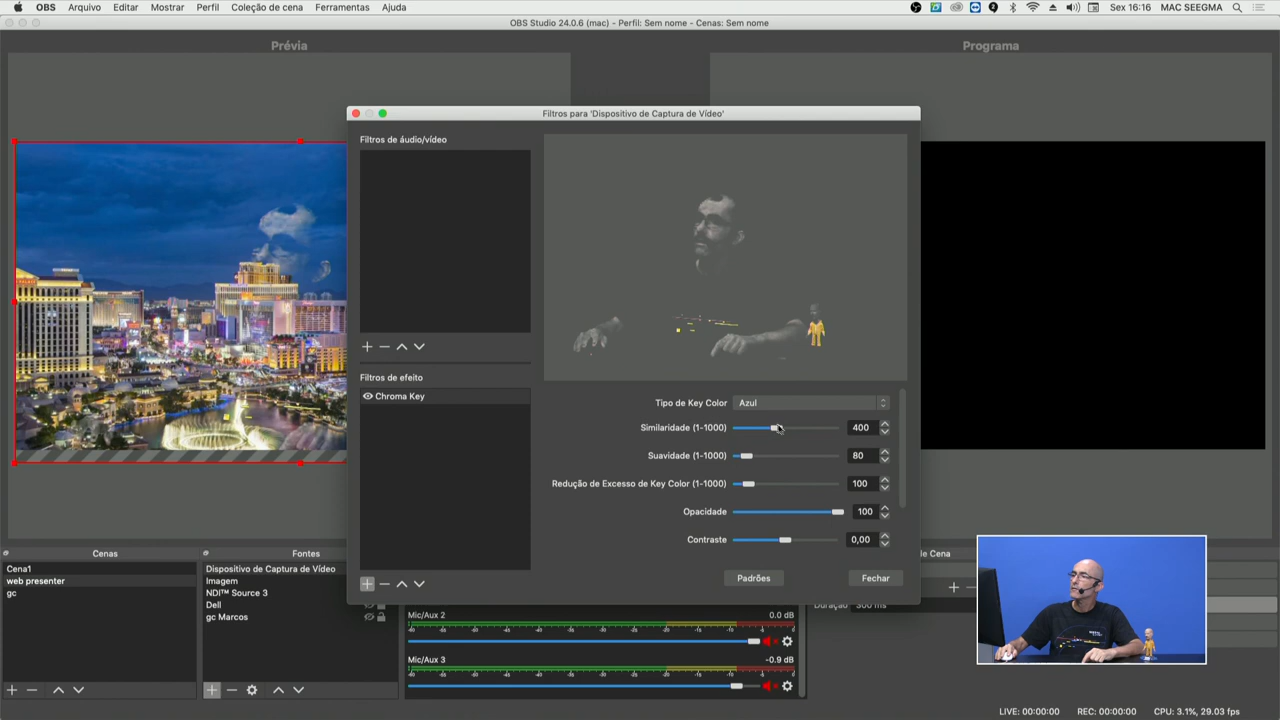 OBS Arquivo Editar Mostrar Perfil Coleção de cena Ferramentas Ajuda Sex 16:16 MAC SEEGMA
OBS Studio 24.0.6 (mac) - Perfil: Sem nome - Cenas: Sem nome
Prévia
Programa
Filtros para 'Dispositivo de Captura de Vídeo'
Filtros de áudio/vídeo
Filtros de efeito
Chroma Key
Tipo de Key Color Azul
Similaridade (1-1000) 400
Suavidade (1-1000) 80
Redução de Excesso de Key Color (1-1000) 100
Opacidade 100
Contraste 0,00
Padrões
Fechar
Cenas
Cena1
web presenter
gc
Fontes
Dispositivo de Captura de Vídeo
Imagem
NDI™ Source 3
Dell
gc Marcos
Mic/Aux 2 0.0 dB
Mic/Aux 3 -0.9 dB
de Cena
Duração 300 ms
LIVE: 00:00:00 REC: 00:00:00 CPU: 3.1%, 29.03 fps